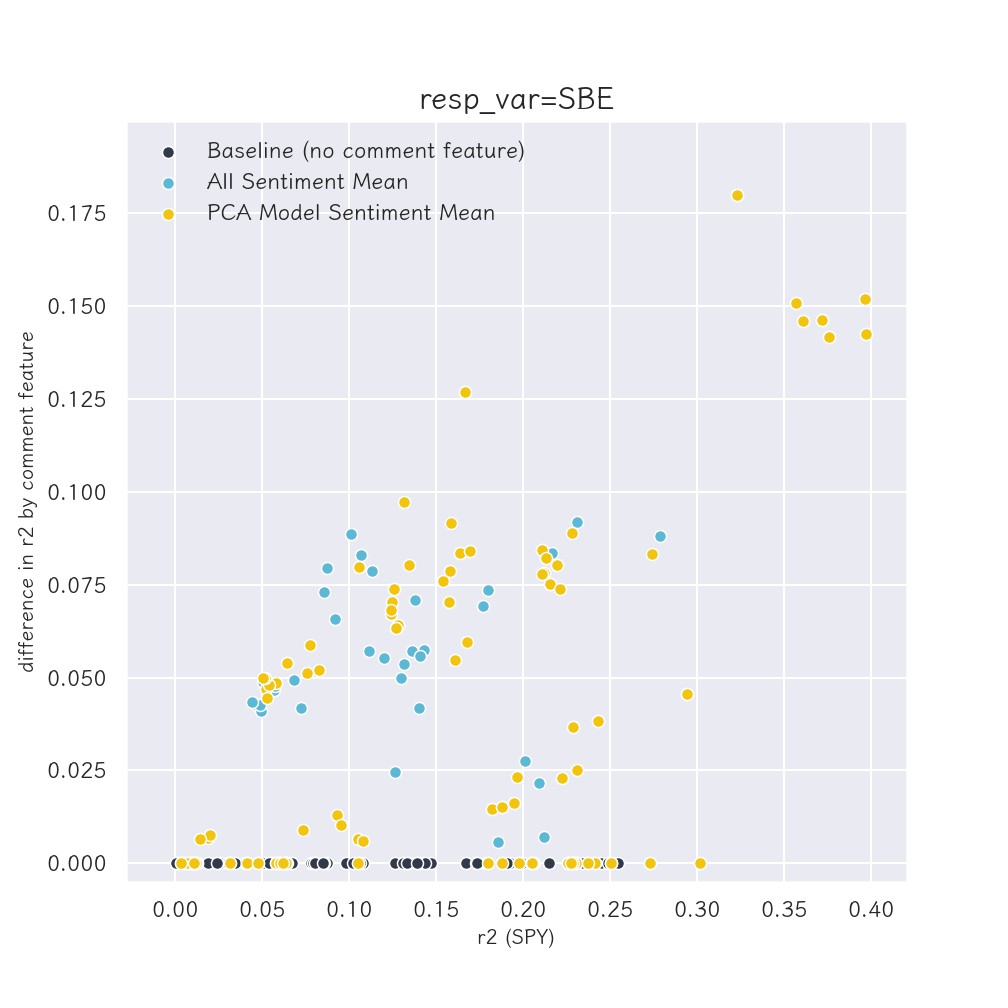 resp_var=SBE
Baseline (no comment feature)
All Sentiment Mean
PCA Model Sentiment Mean
0.175
0.150
0.125
0.100
0.075
0.050
0.025
0.000
difference in r2 by comment feature
0.00 0.05 0.10 0.15 0.20 0.25 0.30 0.35 0.40
r2 (SPY)